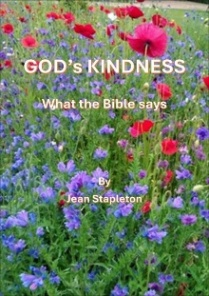 GOD's KINDNESS
What the Bible says
By
Jean Stapleton